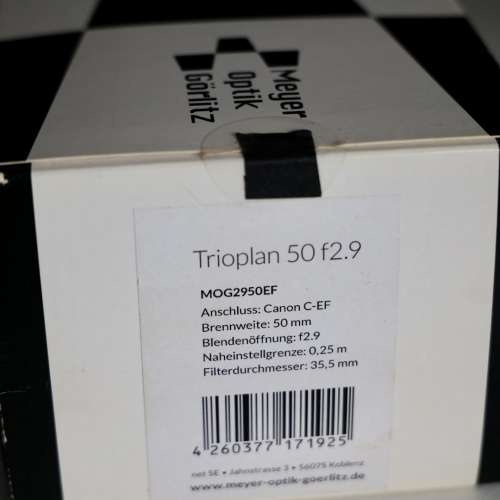 Meyer
Optik
Görlitz
Trioplan 50 f2.9
MOG2950EF
Anschluss: Canon C-EF
Brennweite: 50 mm
Blendenöffnung: f2.9
Naheinstellgrenze: 0,25 m
Filterdurchmesser: 35,5 mm
4 260377 171925
net SE • Jahnstrasse 3 • 56075 Koblenz
www.meyer-optik-goerlitz.de